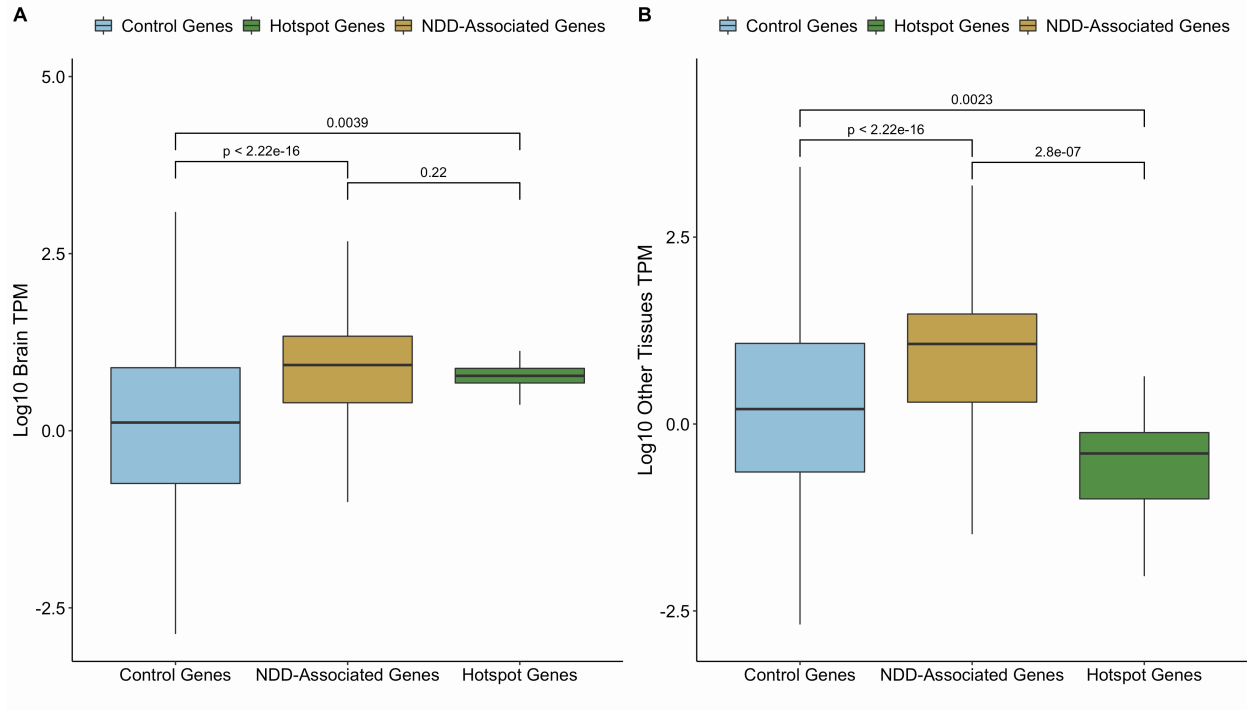 A
Control Genes Hotspot Genes NDD-Associated Genes
5.0
2.5
0.0
-2.5
Log10 Brain TPM
0.0039
p < 2.22e-16
0.22
Control Genes NDD-Associated Genes Hotspot Genes
B
Control Genes Hotspot Genes NDD-Associated Genes
2.5
0.0
-2.5
Log10 Other Tissues TPM
0.0023
p < 2.22e-16
2.8e-07
Control Genes NDD-Associated Genes Hotspot Genes